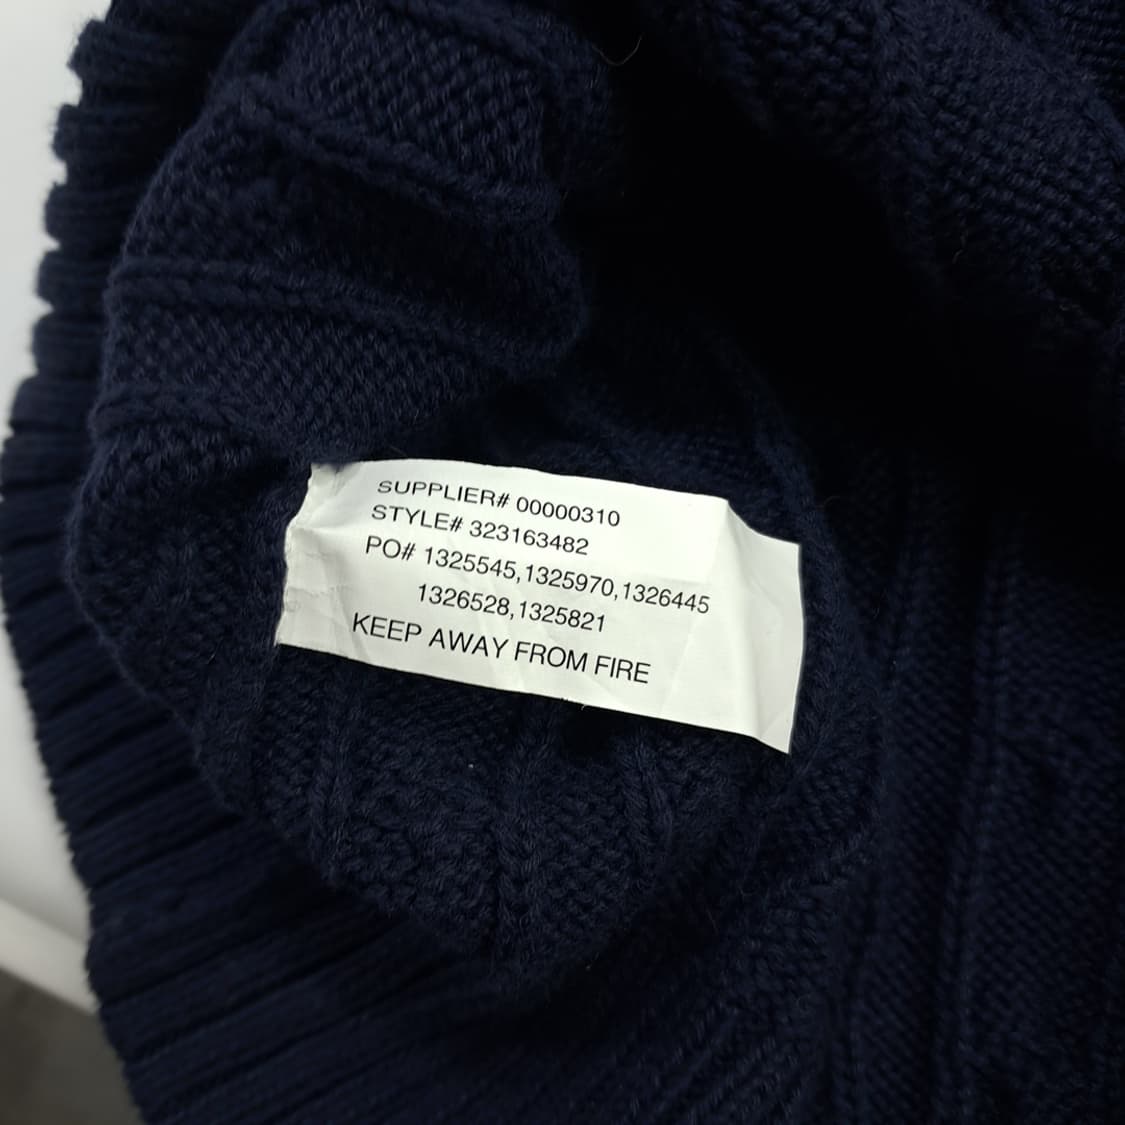 SUPPLIER# 00000310
STYLE# 323163482
PO# 1325545,1325970,1326445
1326528,1325821
KEEP AWAY FROM FIRE